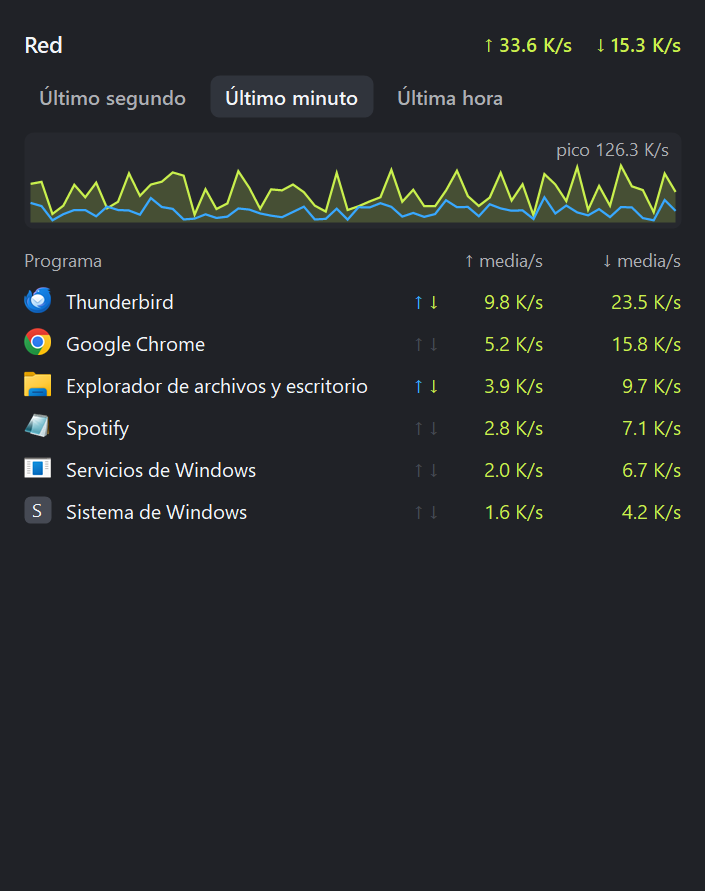 Red ↑ 33.6 K/s ↓ 15.3 K/s
Último segundo Último minuto Última hora
pico 126.3 K/s
Programa ↑ media/s ↓ media/s
Thunderbird ↑ ↓ 9.8 K/s 23.5 K/s
Google Chrome ↑ ↓ 5.2 K/s 15.8 K/s
Explorador de archivos y escritorio ↑ ↓ 3.9 K/s 9.7 K/s
Spotify ↑ ↓ 2.8 K/s 7.1 K/s
Servicios de Windows ↑ ↓ 2.0 K/s 6.7 K/s
S Sistema de Windows ↑ ↓ 1.6 K/s 4.2 K/s